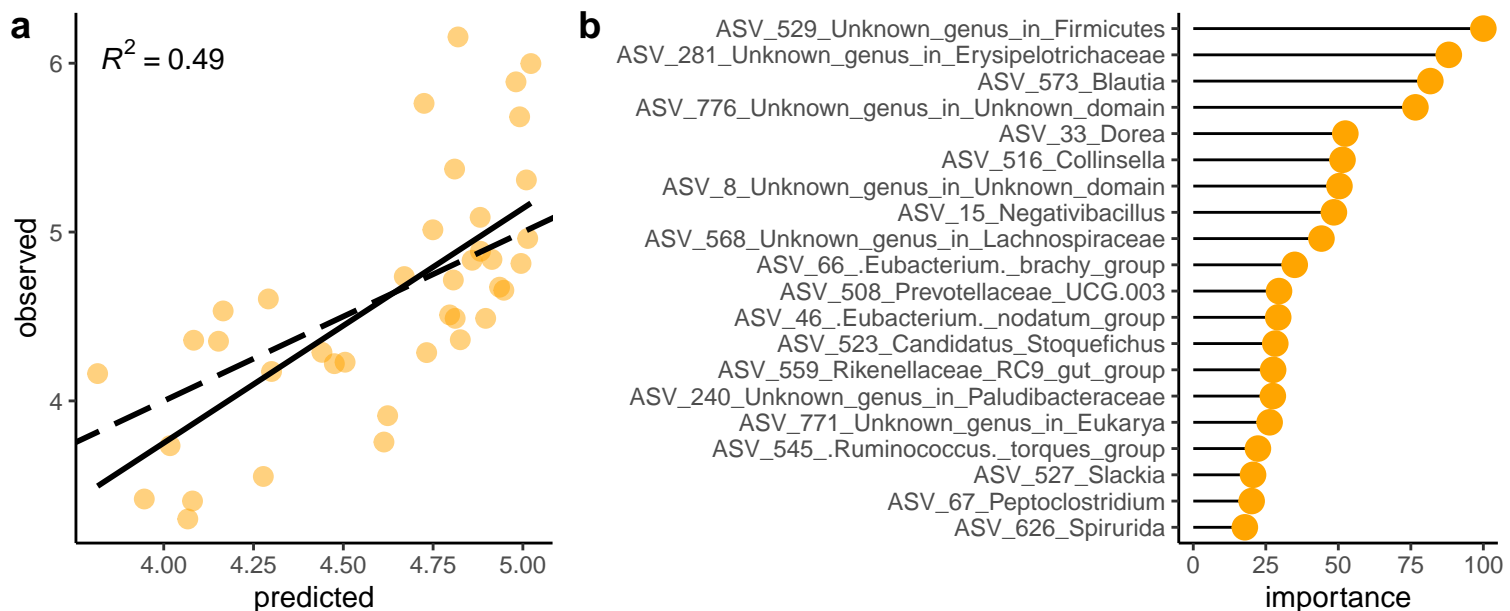 a
R² = 0.49
6
5
4
observed
4.00 4.25 4.50 4.75 5.00
predicted
b
ASV_529_Unknown_genus_in_Firmicutes
ASV_281_Unknown_genus_in_Erysipelotrichaceae
ASV_573_Blautia
ASV_776_Unknown_genus_in_Unknown_domain
ASV_33_Dorea
ASV_516_Collinsella
ASV_8_Unknown_genus_in_Unknown_domain
ASV_15_Negativibacillus
ASV_568_Unknown_genus_in_Lachnospiraceae
ASV_66_.Eubacterium._brachy_group
ASV_508_Prevotellaceae_UCG.003
ASV_46_.Eubacterium._nodatum_group
ASV_523_Candidatus_Stoquefichus
ASV_559_Rikenellaceae_RC9_gut_group
ASV_240_Unknown_genus_in_Paludibacteraceae
ASV_771_Unknown_genus_in_Eukarya
ASV_545_.Ruminococcus._torques_group
ASV_527_Slackia
ASV_67_Peptoclostridium
ASV_626_Spirurida
0 25 50 75 100
importance